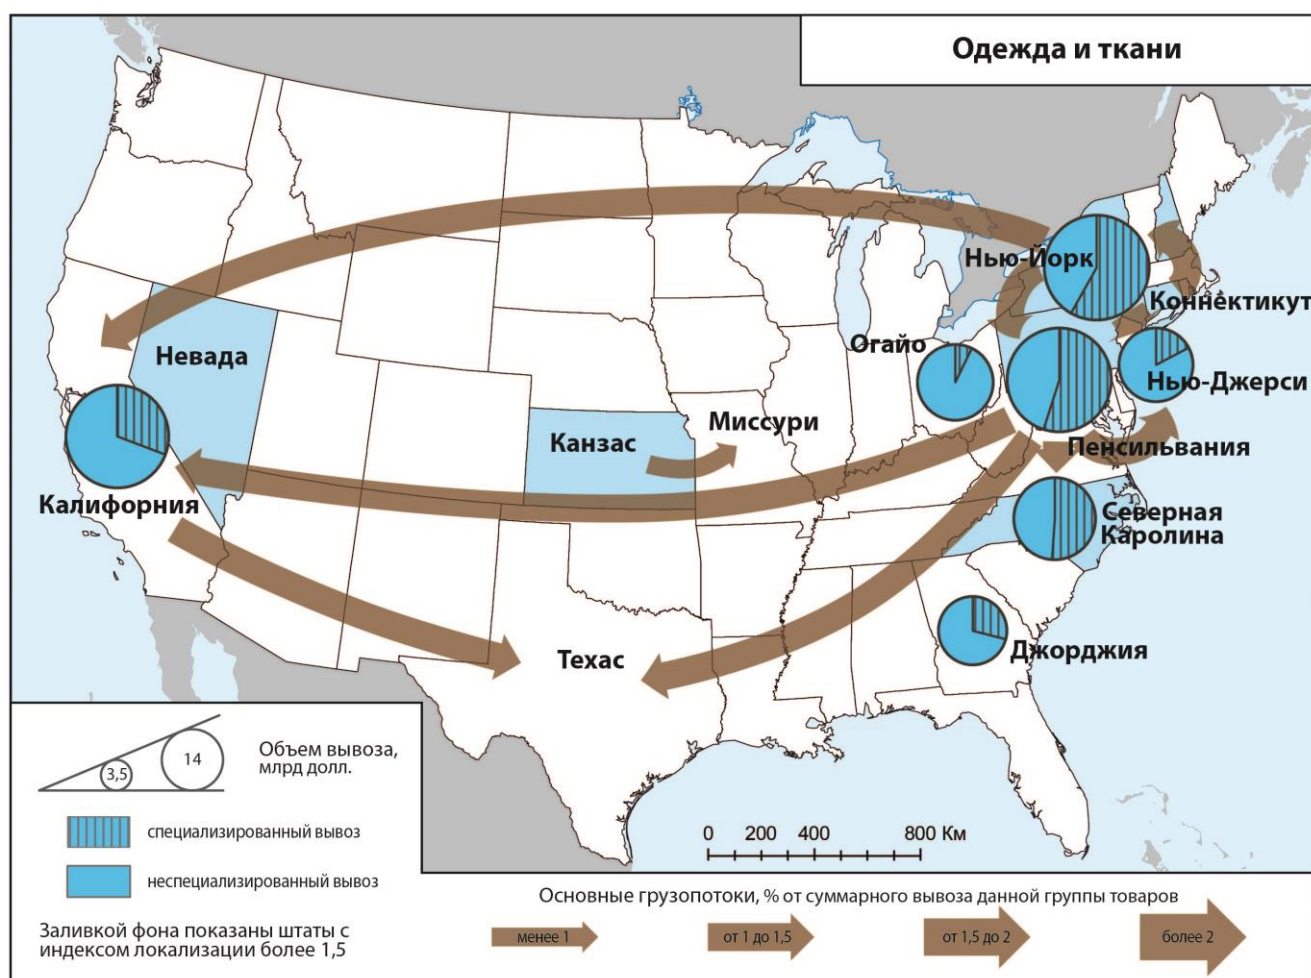 Одежда и ткани
Нью-Йорк
Коннектикут
Огайо
Невада
Нью-Джерси
Миссури
Канзас
Пенсильвания
Калифорния
Северная
Каролина
Джорджия
Техас
3,5
14
Объем вывоза,
млрд долл.
специализированный вывоз
неспециализированный вывоз
Заливкой фона показаны штаты с
индексом локализации более 1,5
0 200 400 800 Км
Основные грузопотоки, % от суммарного вывоза данной группы товаров
менее 1
от 1 до 1,5
от 1,5 до 2
более 2